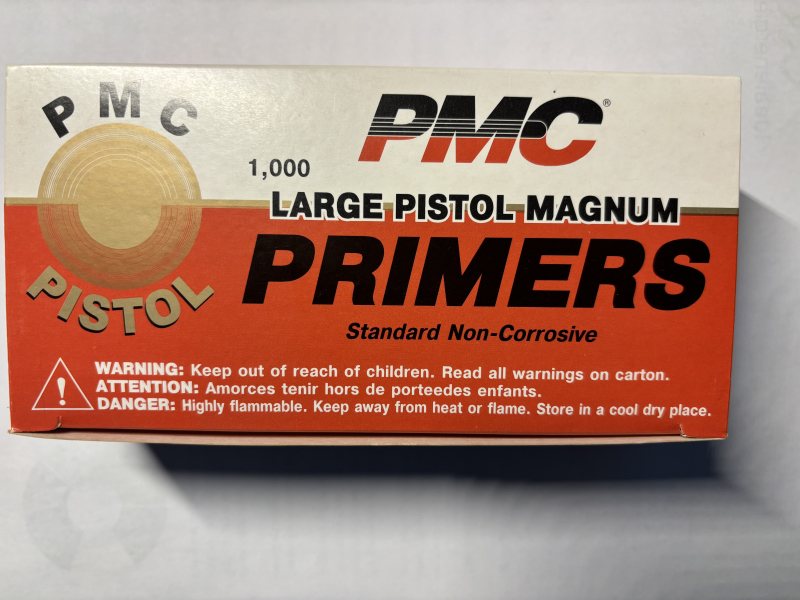 PMC
PISTOL
PMC®
1,000
LARGE PISTOL MAGNUM
PRIMERS
Standard Non-Corrosive
WARNING: Keep out of reach of children. Read all warnings on carton.
ATTENTION: Amorces tenir hors de porteedes enfants.
DANGER: Highly flammable. Keep away from heat or flame. Store in a cool dry place.